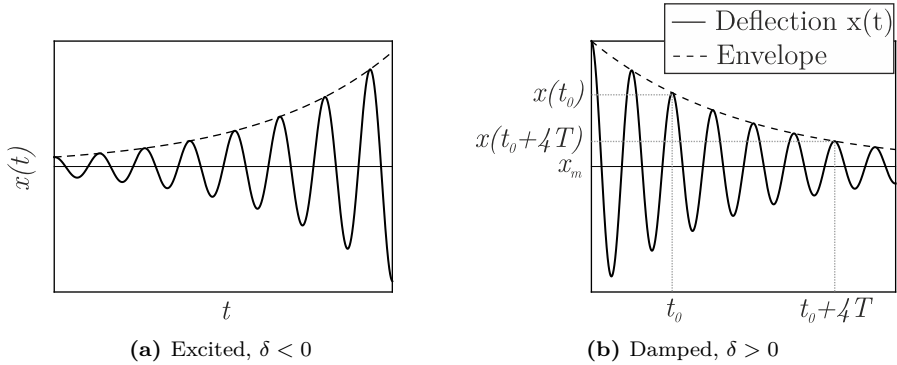 Deflection x(t)
Envelope
x(t)
t
x(t₀)
x(t₀+4T)
xₘ
t₀
t₀+4T
(a) Excited, δ < 0
(b) Damped, δ > 0